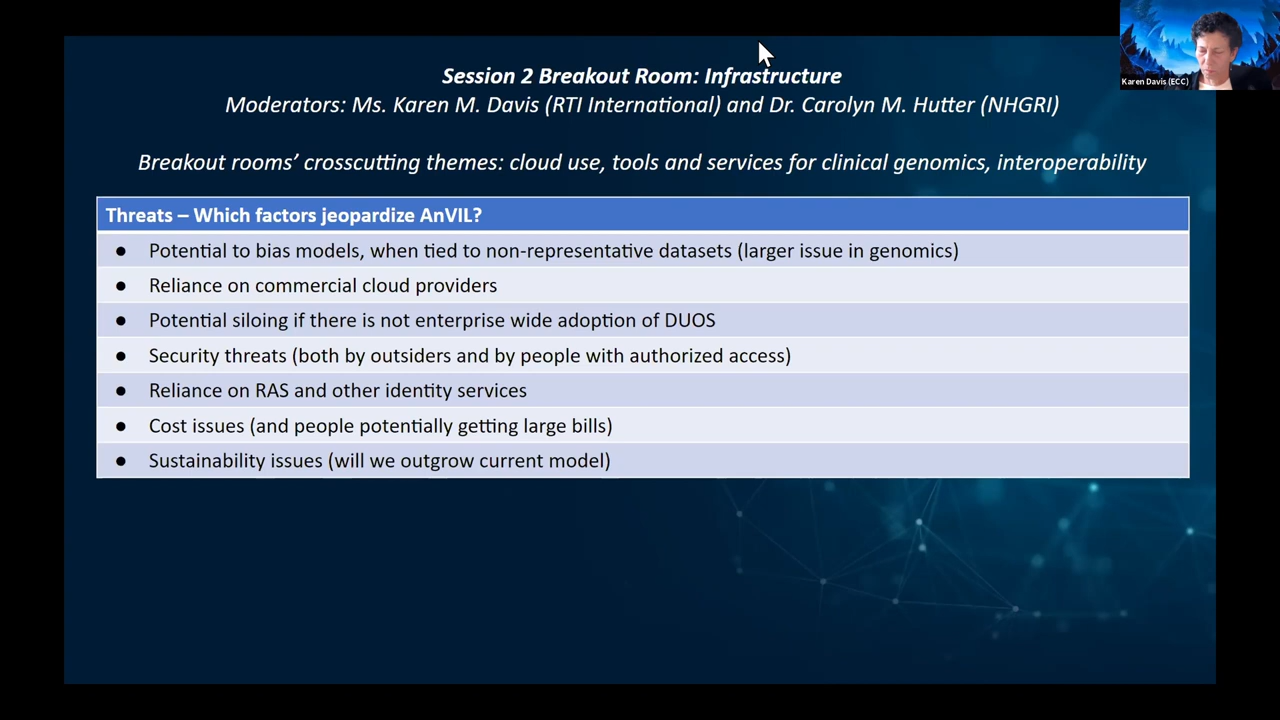 Karen Davis (ECC)
Session 2 Breakout Room: Infrastructure
Moderators: Ms. Karen M. Davis (RTI International) and Dr. Carolyn M. Hutter (NHGRI)
Breakout rooms’ crosscutting themes: cloud use, tools and services for clinical genomics, interoperability
Threats – Which factors jeopardize AnVIL?
● Potential to bias models, when tied to non-representative datasets (larger issue in genomics)
● Reliance on commercial cloud providers
● Potential siloing if there is not enterprise wide adoption of DUOS
● Security threats (both by outsiders and by people with authorized access)
● Reliance on RAS and other identity services
● Cost issues (and people potentially getting large bills)
● Sustainability issues (will we outgrow current model)